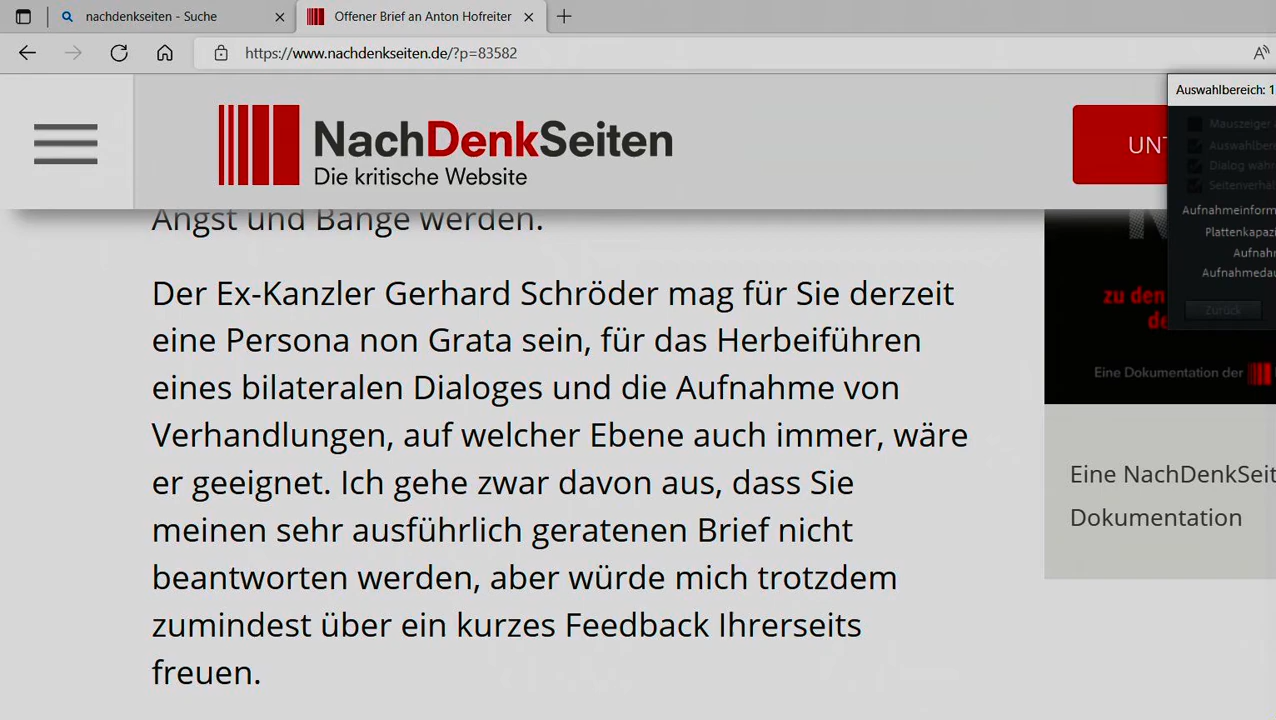 nachdenkseiten - Suche
Offener Brief an Anton Hofreiter
https://www.nachdenkseiten.de/?p=83582
Auswahlbereich: 1
Mauszeiger
Dialog
Aufnahmeinform
Plattenkapazi
Aufnahm
Aufnahmedau
Zurück
NachDenkSeiten
Die kritische Website
UNT
Angst und Bange werden.
Der Ex-Kanzler Gerhard Schröder mag für Sie derzeit
eine Persona non Grata sein, für das Herbeiführen
eines bilateralen Dialoges und die Aufnahme von
Verhandlungen, auf welcher Ebene auch immer, wäre
er geeignet. Ich gehe zwar davon aus, dass Sie
meinen sehr ausführlich geratenen Brief nicht
beantworten werden, aber würde mich trotzdem
zumindest über ein kurzes Feedback Ihrerseits
freuen.
zu den
de
Eine Dokumentation der
Eine NachDenkSeit
Dokumentation